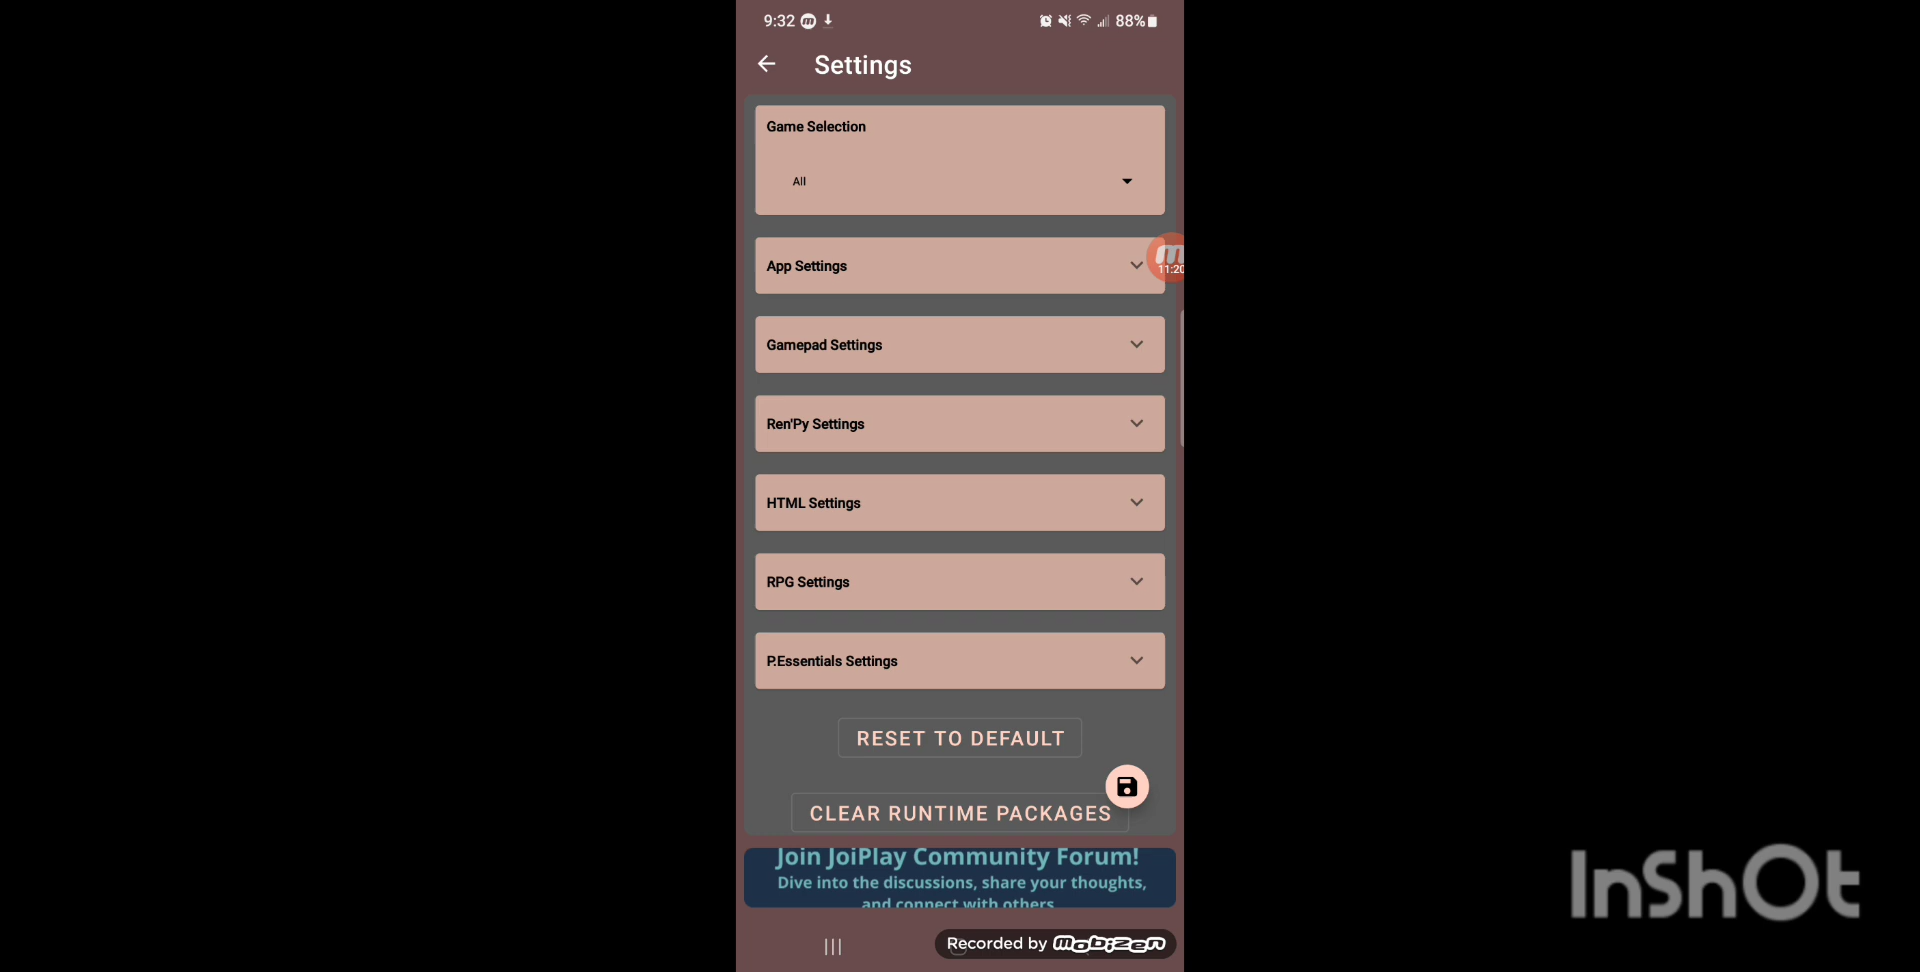 9:32 88%
Settings
Game Selection
All
App Settings
11:20
Gamepad Settings
Ren'Py Settings
HTML Settings
RPG Settings
P.Essentials Settings
RESET TO DEFAULT
CLEAR RUNTIME PACKAGES
Join JoiPlay Community Forum!
Dive into the discussions, share your thoughts,
and connect with others
Recorded by mobizen
InShOt